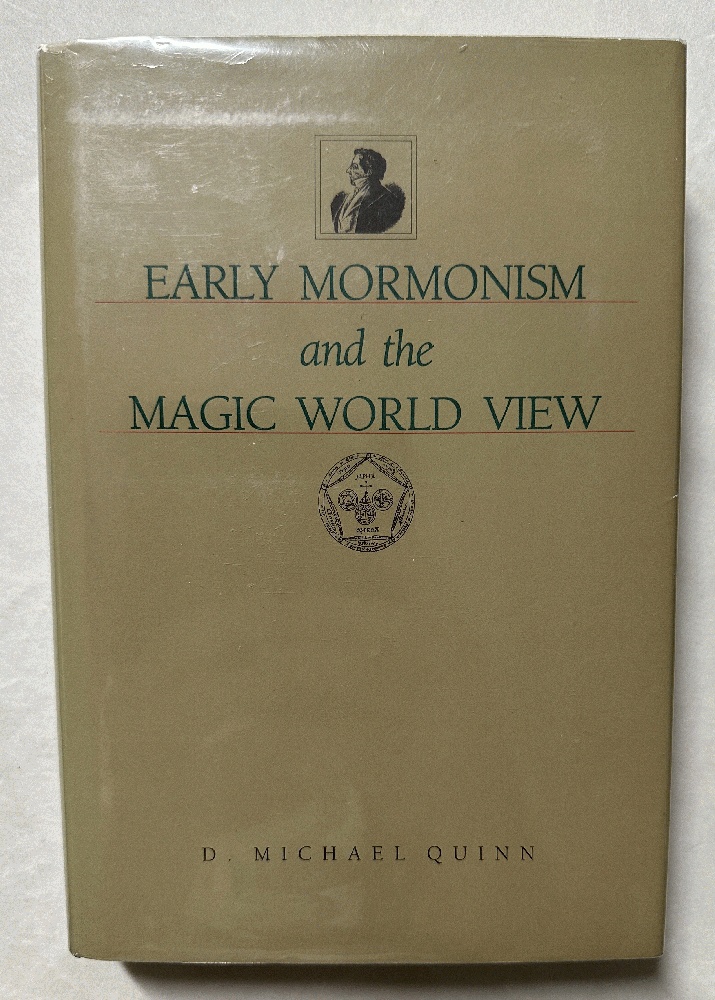 EARLY MORMONISM
and the
MAGIC WORLD VIEW
D. MICHAEL QUINN